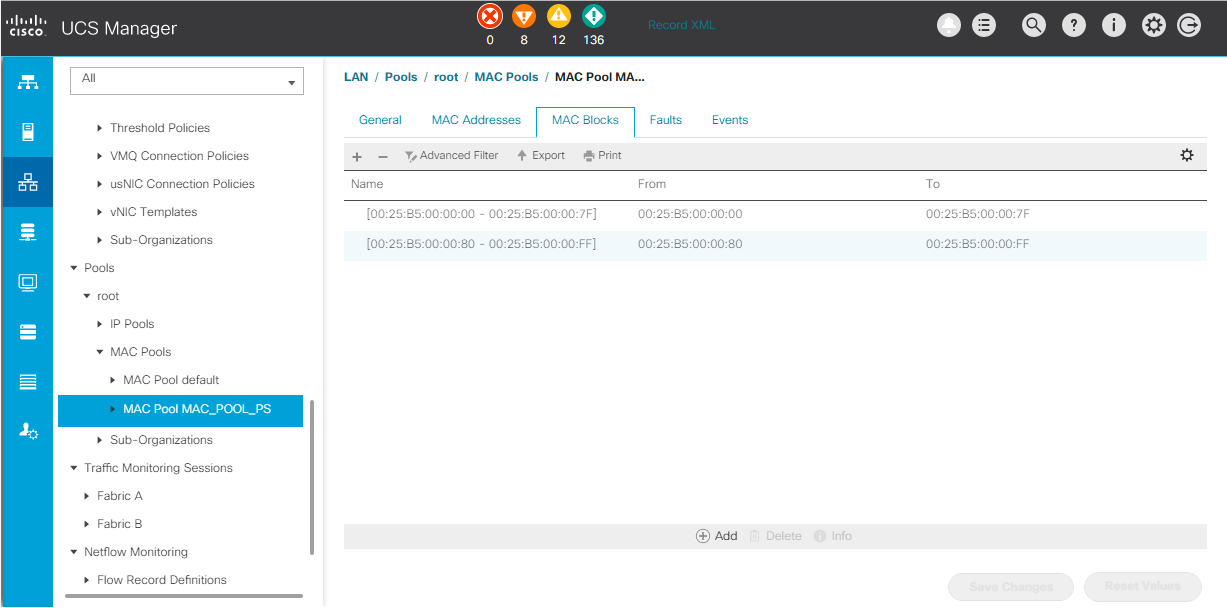 cisco. UCS Manager
0 8 12 136
Record XML
All
Threshold Policies
VMQ Connection Policies
usNIC Connection Policies
vNIC Templates
Sub-Organizations
Pools
root
IP Pools
MAC Pools
MAC Pool default
MAC Pool MAC_POOL_PS
Sub-Organizations
Traffic Monitoring Sessions
Fabric A
Fabric B
Netflow Monitoring
Flow Record Definitions
LAN / Pools / root / MAC Pools / MAC Pool MA...
General MAC Addresses MAC Blocks Faults Events
+ − Advanced Filter Export Print
Name From To
[00:25:B5:00:00:00 - 00:25:B5:00:00:7F] 00:25:B5:00:00:00 00:25:B5:00:00:7F
[00:25:B5:00:00:80 - 00:25:B5:00:00:FF] 00:25:B5:00:00:80 00:25:B5:00:00:FF
Add Delete Info
Save Changes Reset Values